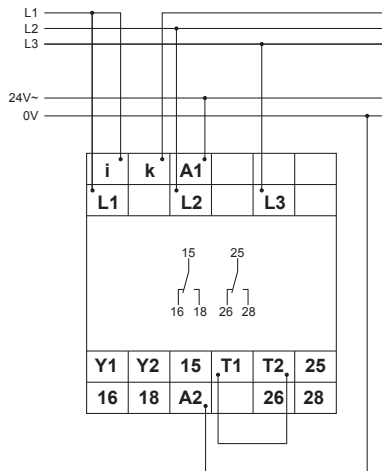 L1
L2
L3
24V~
0V
i k A1
L1 L2 L3
15 25
16 18 26 28
Y1 Y2 15 T1 T2 25
16 18 A2 26 28